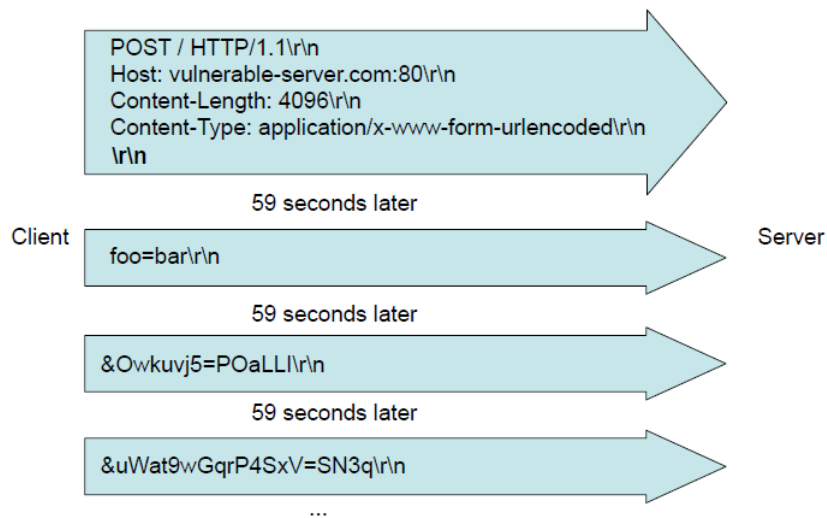 POST / HTTP/1.1\r\n
Host: vulnerable-server.com:80\r\n
Content-Length: 4096\r\n
Content-Type: application/x-www-form-urlencoded\r\n
\r\n
59 seconds later
Client
Server
foo=bar\r\n
59 seconds later
&Owkuvj5=POaLLI\r\n
59 seconds later
&uWat9wGqrP4SxV=SN3q\r\n
...